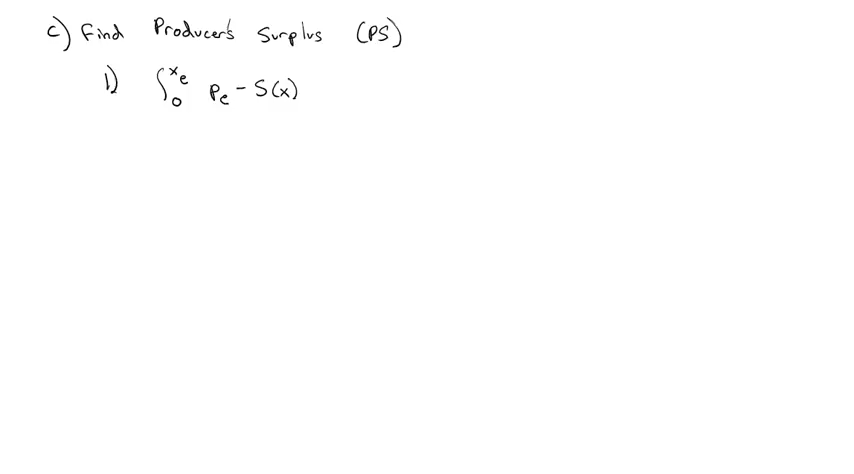 c) Find Producer's Surplus (PS)
1) ∫₀^xₑ pₑ - S(x)